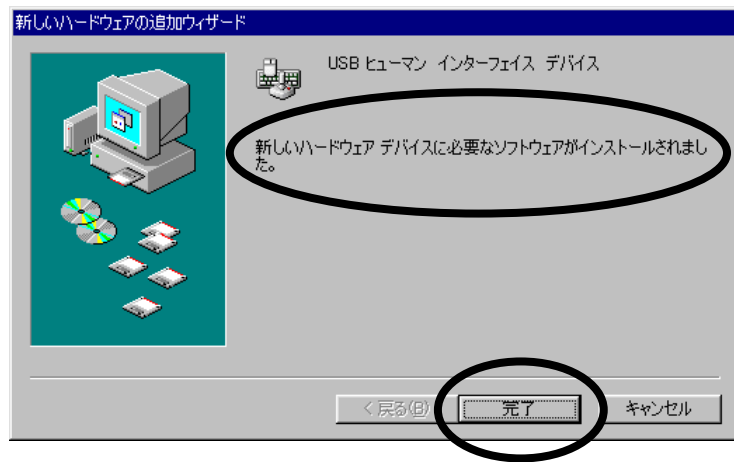 新しいハードウェアの追加ウィザード
USB ヒューマン インターフェイス デバイス
新しいハードウェア デバイスに必要なソフトウェアがインストールされまし
た。
< 戻る(B)
完了
キャンセル